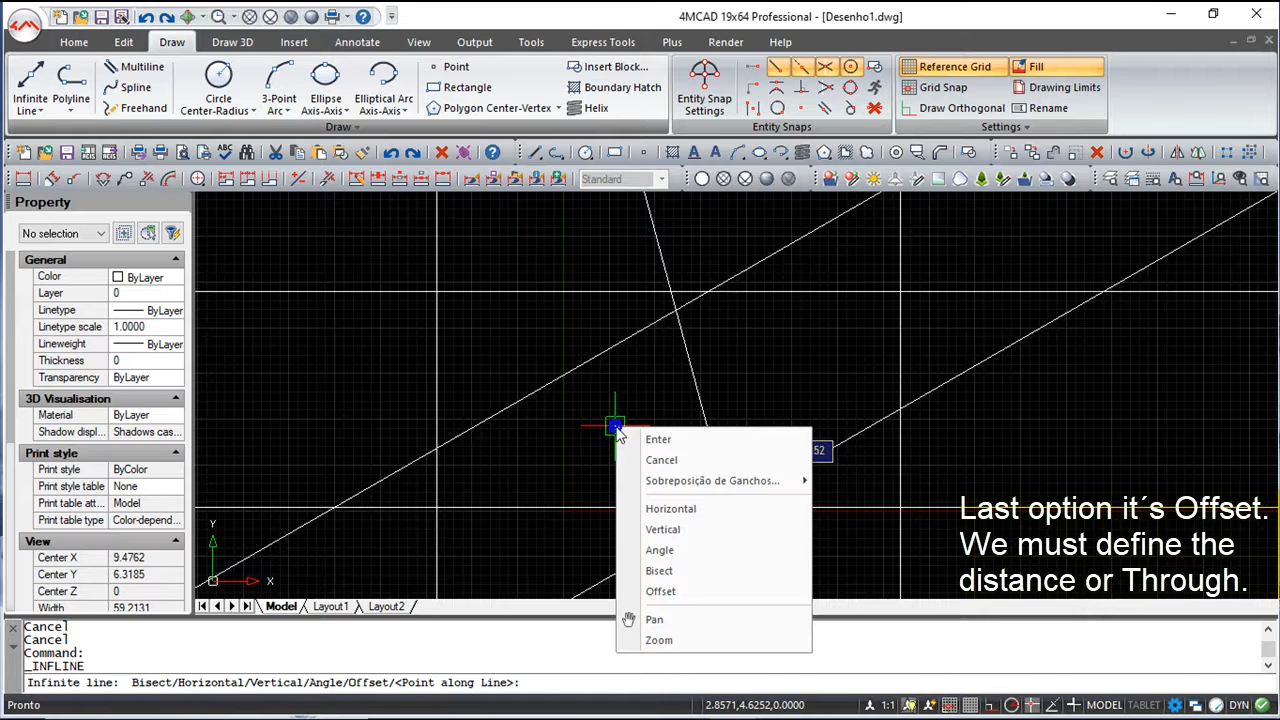 4MCAD 19x64 Professional - [Desenho1.dwg]
Home Edit Draw Draw 3D Insert Annotate View Output Tools Express Tools Plus Render Help
Infinite Line
Polyline
Multiline
Spline
Freehand
Circle Center-Radius
3-Point Arc
Ellipse Axis-Axis
Elliptical Arc Axis-Axis
Point
Rectangle
Polygon Center-Vertex
Insert Block...
Boundary Hatch
Helix
Draw
Entity Snap Settings
Entity Snaps
Reference Grid
Fill
Grid Snap
Drawing Limits
Draw Orthogonal
Rename
Settings
ABC
Standard
Property
No selection
General
Color ByLayer
Layer 0
Linetype ByLayer
Linetype scale 1.0000
Lineweight ByLayer
Thickness 0
Transparency ByLayer
3D Visualisation
Material ByLayer
Shadow displ... Shadows cas...
Print style
Print style ByColor
Print style table None
Print table att... Model
Print table type Color-depend...
View
Center X 9.4762
Center Y 6.3185
Center Z 0
Width 59.2131
Y
X
52
Enter
Cancel
Sobreposição de Ganchos...
Horizontal
Vertical
Angle
Bisect
Offset
Pan
Zoom
Last option it´s Offset.
We must define the
distance or Through.
Model Layout1 Layout2
Cancel
Cancel
Command:
_INFLINE
Infinite line: Bisect/Horizontal/Vertical/Angle/Offset/<Point along Line>:
Pronto
2.8571,4.6252,0.0000
1:1
MODEL TABLET
DYN